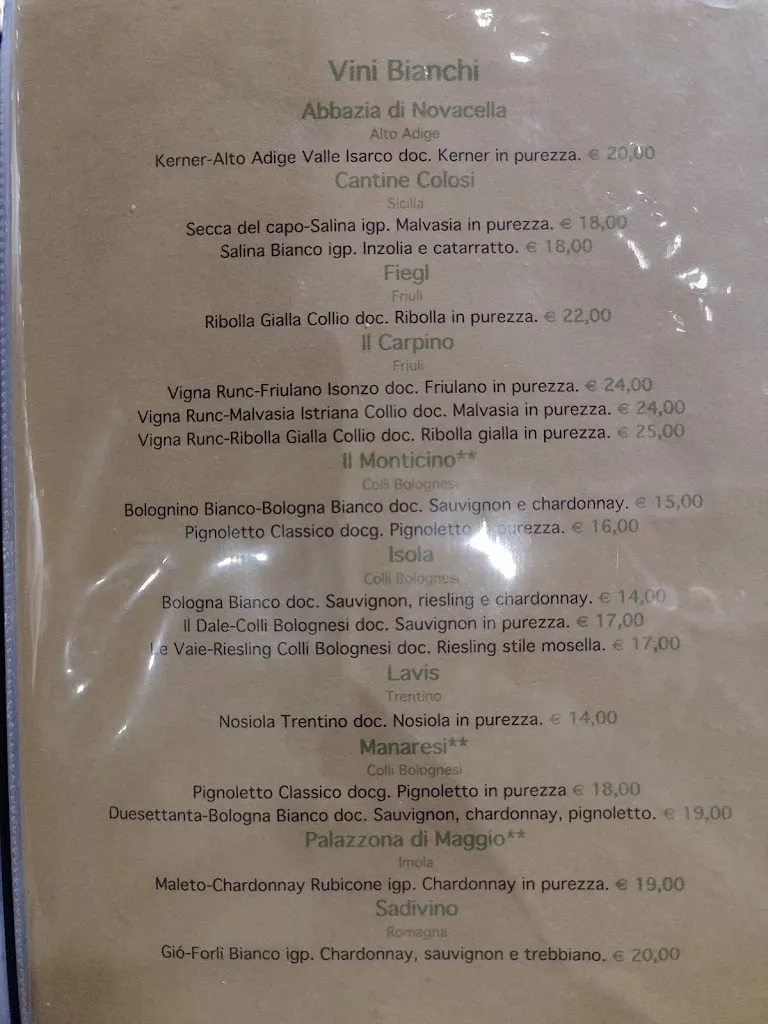 Vini Bianchi
Abbazia di Novacella
Alto Adige
Kerner-Alto Adige Valle Isarco doc. Kerner in purezza. € 20,00
Cantine Colosi
Sicilia
Secca del capo-Salina igp. Malvasia in purezza. € 18,00
Salina Bianco igp. Inzolia e catarratto. € 18,00
Fiegl
Friuli
Ribolla Gialla Collio doc. Ribolla in purezza. € 22,00
Il Carpino
Friuli
Vigna Runc-Friulano Isonzo doc. Friulano in purezza. € 24,00
Vigna Runc-Malvasia Istriana Collio doc. Malvasia in purezza. € 24,00
Vigna Runc-Ribolla Gialla Collio doc. Ribolla gialla in purezza. € 25,00
Il Monticino**
Colli Bolognesi
Bolognino Bianco-Bologna Bianco doc. Sauvignon e chardonnay. € 15,00
Pignoletto Classico docg. Pignoletto purezza. € 16,00
Isola
Colli Bolognesi
Bologna Bianco doc. Sauvignon, riesling e chardonnay. € 14,00
Il Dale-Colli Bolognesi doc. Sauvignon in purezza. € 17,00
Le Vaie-Riesling Colli Bolognesi doc. Riesling stile mosella. € 17,00
Lavis
Trentino
Nosiola Trentino doc. Nosiola in purezza. € 14,00
Manaresi**
Colli Bolognesi
Pignoletto Classico docg. Pignoletto in purezza € 18,00
Duesettanta-Bologna Bianco doc. Sauvignon, chardonnay, pignoletto. € 19,00
Palazzona di Maggio**
Imola
Maleto-Chardonnay Rubicone igp. Chardonnay in purezza. € 19,00
Sadivino
Romagna
Gió-Forlì Bianco igp. Chardonnay, sauvignon e trebbiano. € 20,00